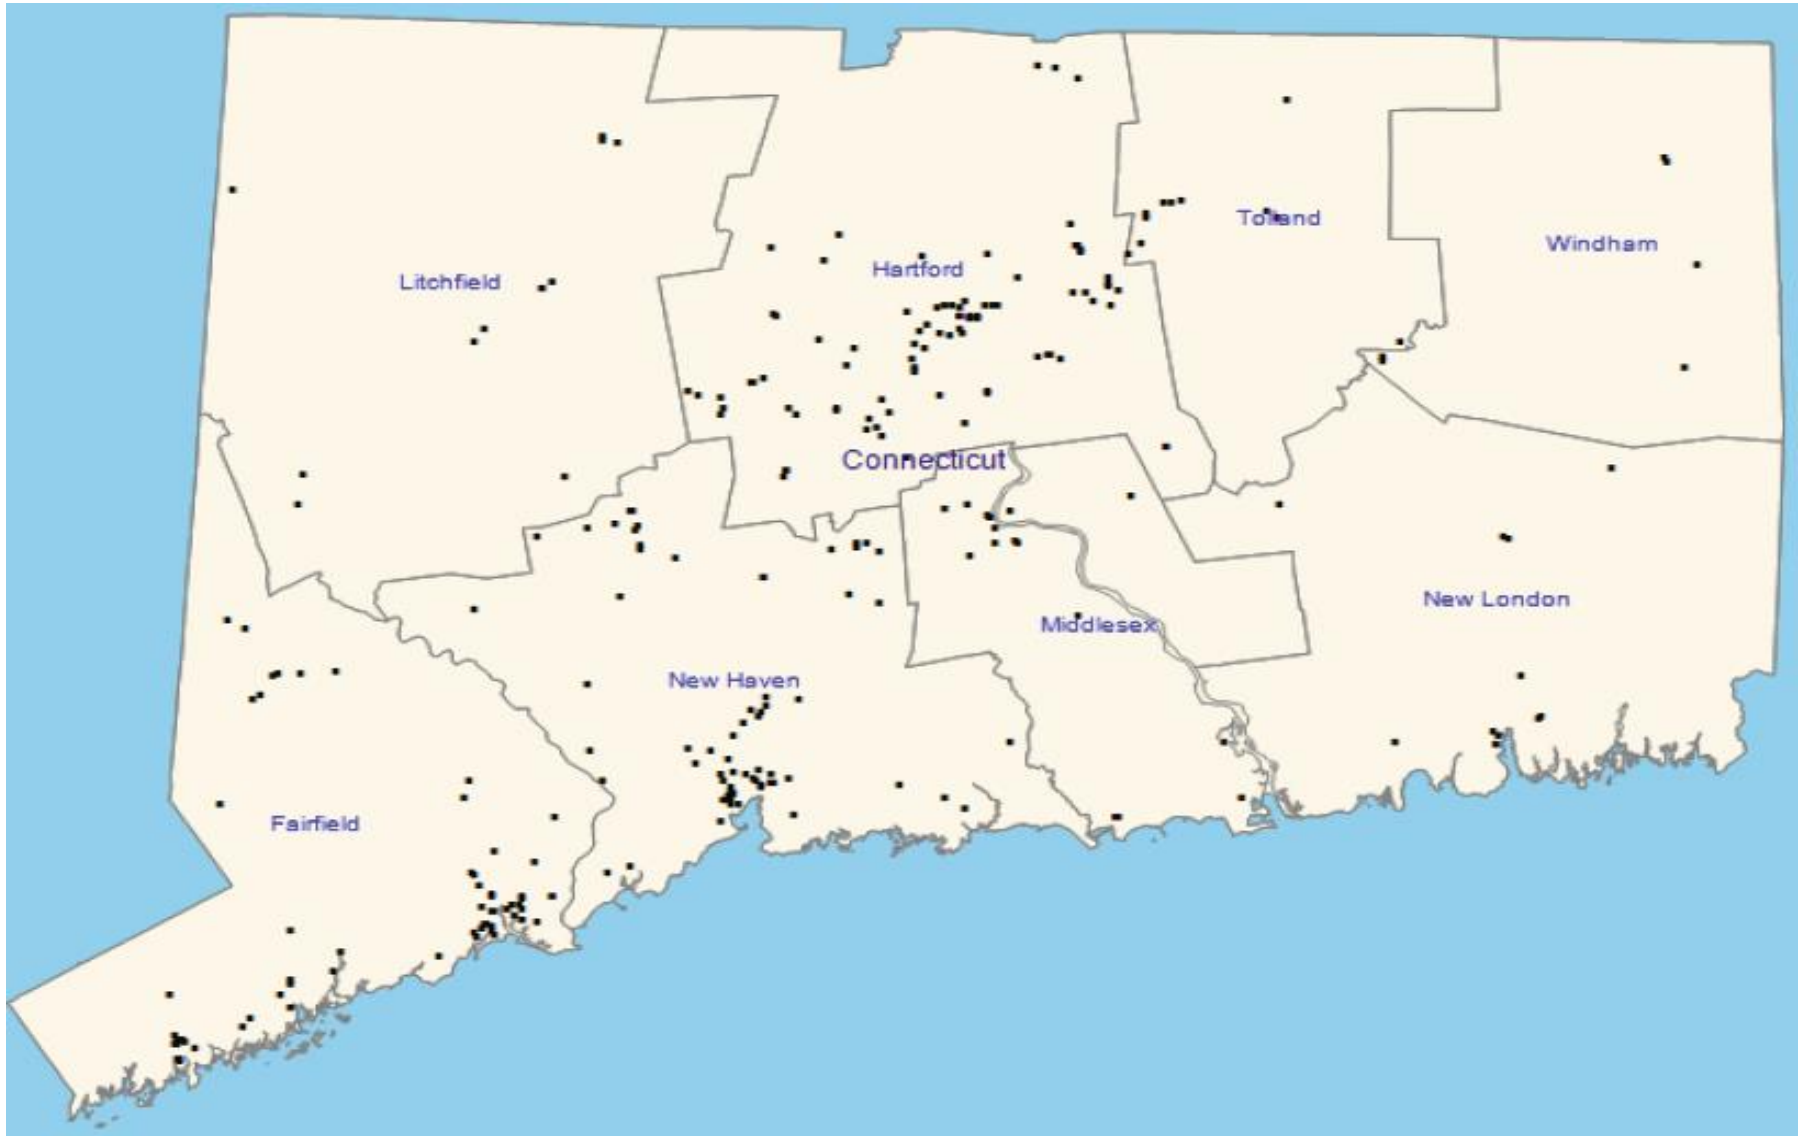 Tolland
Windham
Hartford
Litchfield
Connecticut
New London
Middlesex
New Haven
Fairfield